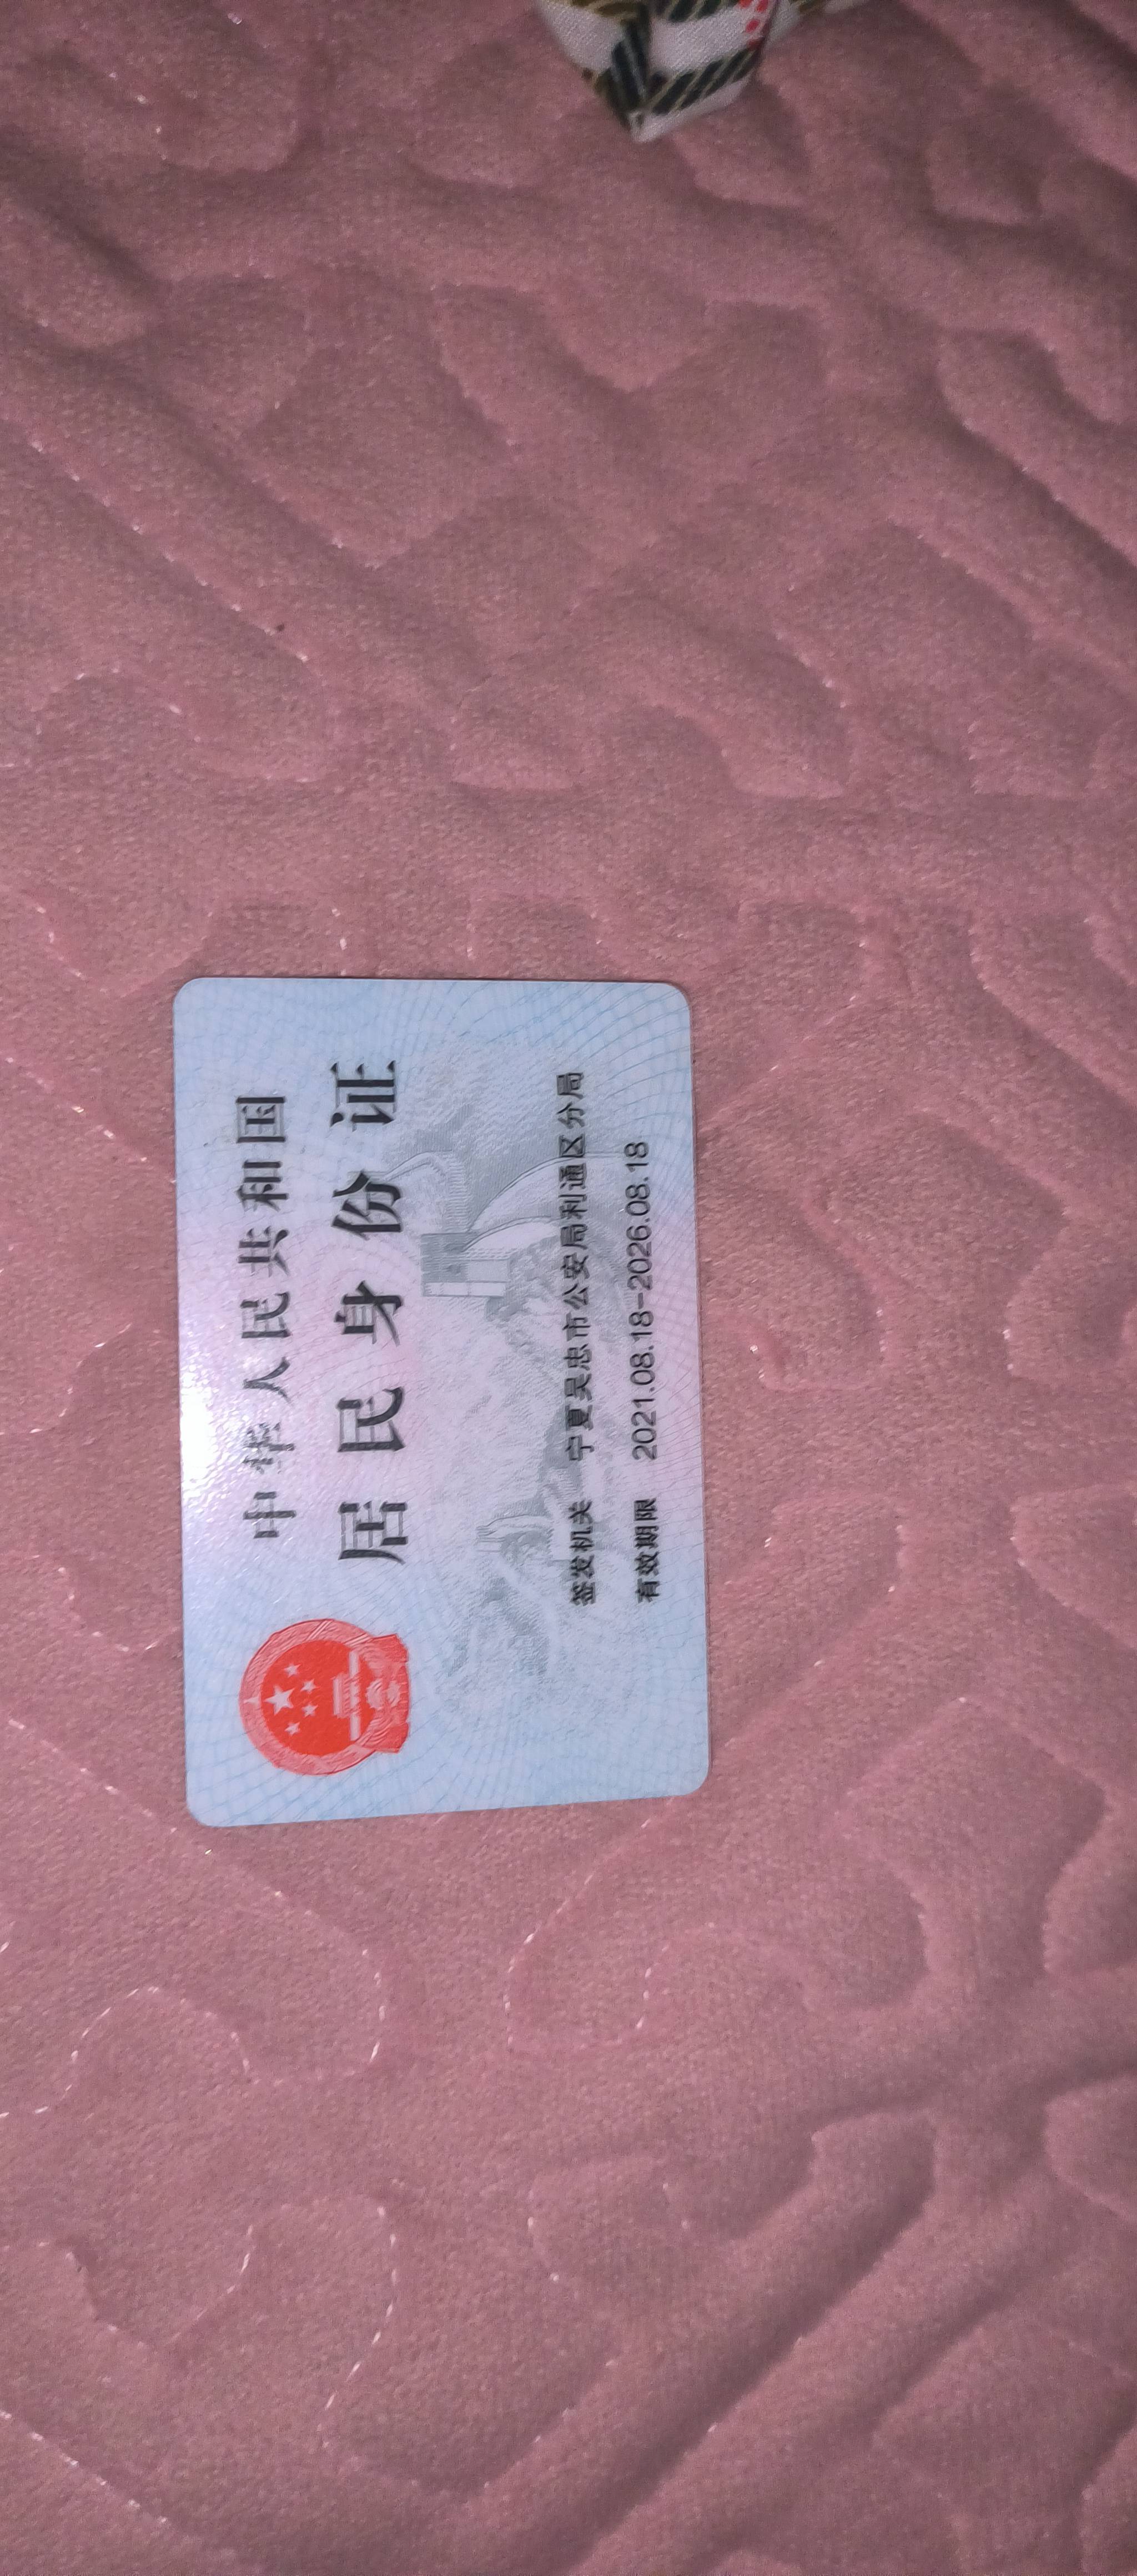 中华人民共和国
居民身份证
签发机关 宁夏吴忠市公安局利通区分局
有效期限 2021.08.18-2026.08.18